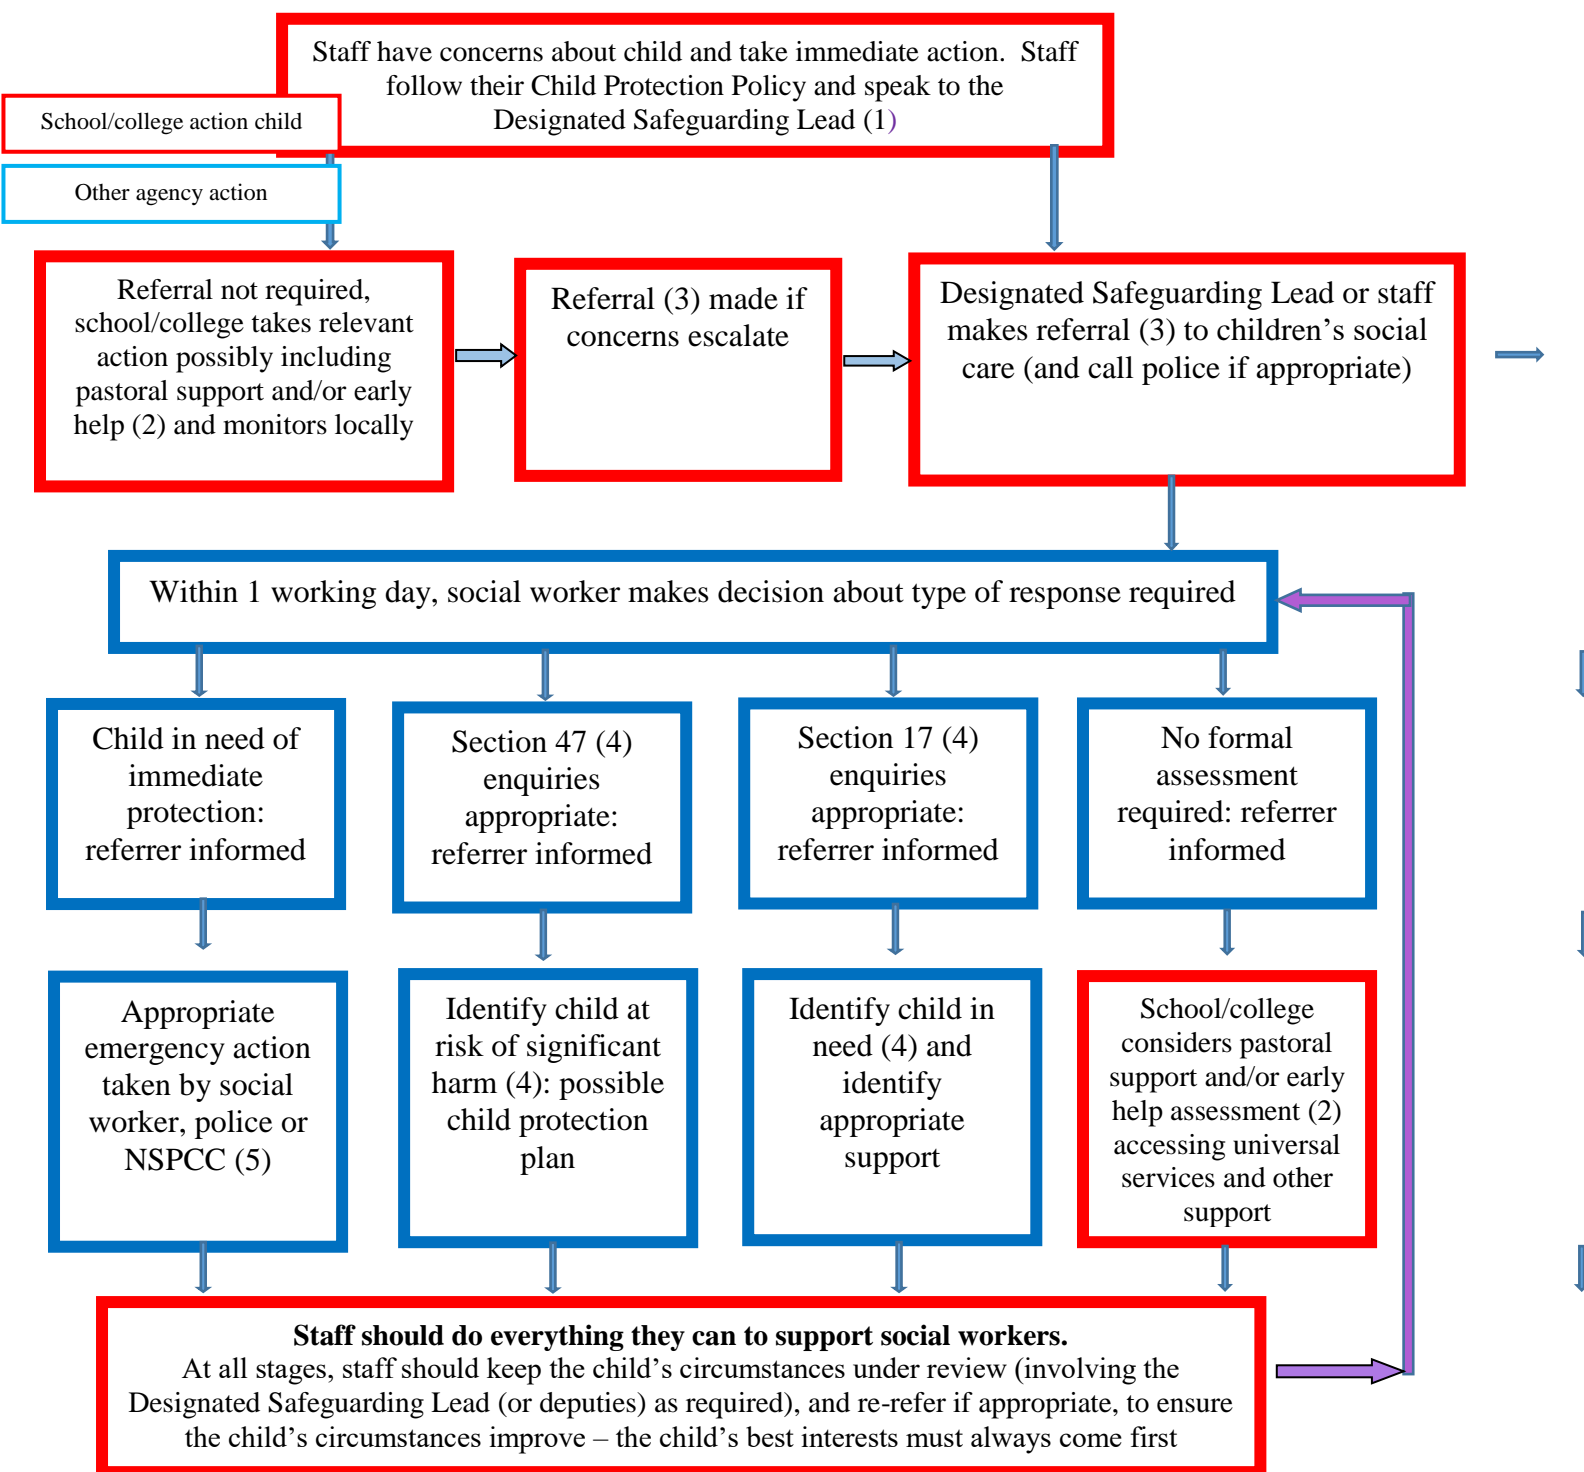 Staff have concerns about child and take immediate action.  Staff
follow their Child Protection Policy and speak to the
Designated Safeguarding Lead (1)
School/college action child
Other agency action
Referral not required,
school/college takes relevant
action possibly including
pastoral support and/or early
help (2) and monitors locally
Referral (3) made if
concerns escalate
Designated Safeguarding Lead or staff
makes referral (3) to children’s social
care (and call police if appropriate)
Within 1 working day, social worker makes decision about type of response required
Child in need of
immediate
protection:
referrer informed
Section 47 (4)
enquiries
appropriate:
referrer informed
Section 17 (4)
enquiries
appropriate:
referrer informed
No formal
assessment
required: referrer
informed
Appropriate
emergency action
taken by social
worker, police or
NSPCC (5)
Identify child at
risk of significant
harm (4): possible
child protection
plan
Identify child in
need (4) and
identify
appropriate
support
School/college
considers pastoral
support and/or early
help assessment (2)
accessing universal
services and other
support
Staff should do everything they can to support social workers.
At all stages, staff should keep the child’s circumstances under review (involving the
Designated Safeguarding Lead (or deputies) as required), and re-refer if appropriate, to ensure
the child’s circumstances improve – the child’s best interests must always come first